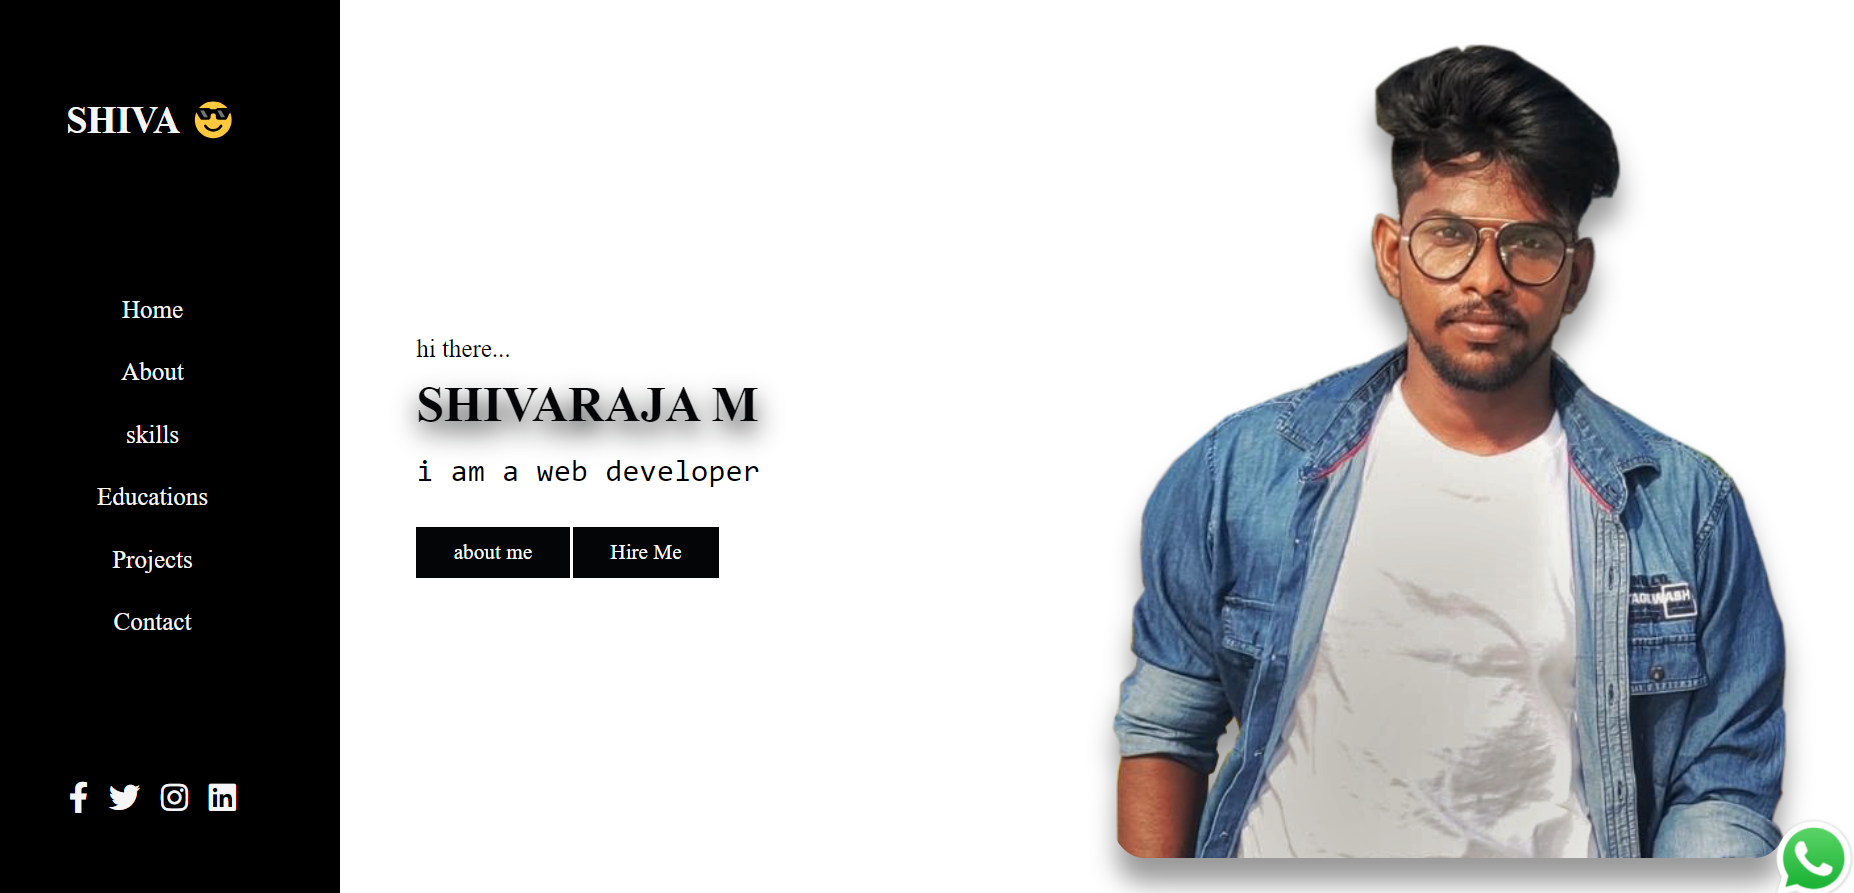 SHIVA 😎
Home
About
skills
Educations
Projects
Contact
hi there...
SHIVARAJA M
i am a web developer
about me
Hire Me